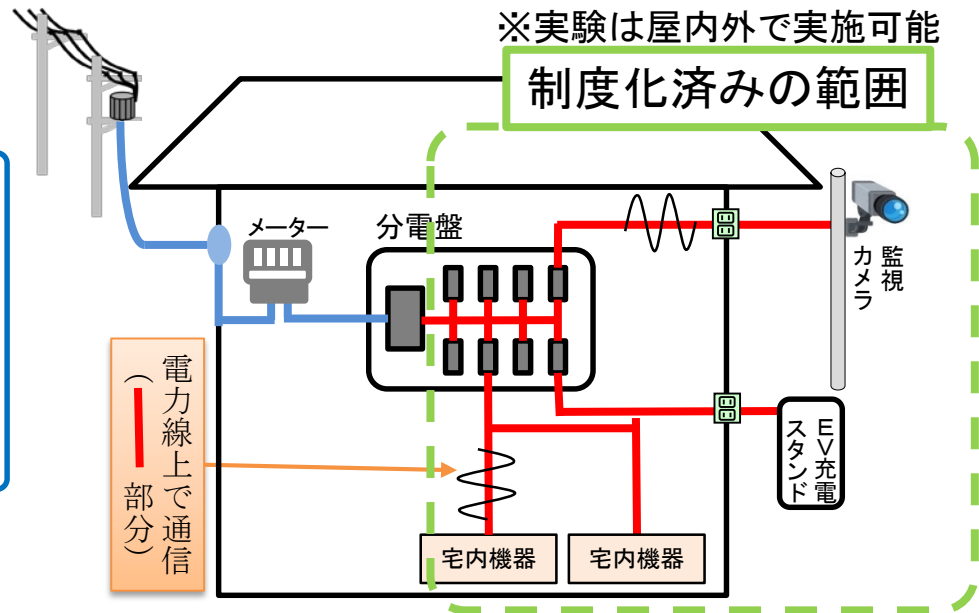 ※実験は屋内外で実施可能
制度化済みの範囲
メーター
分電盤
監視
カメラ
電力線上で通信
（ 部分）
EV充電
スタンド
宅内機器
宅内機器